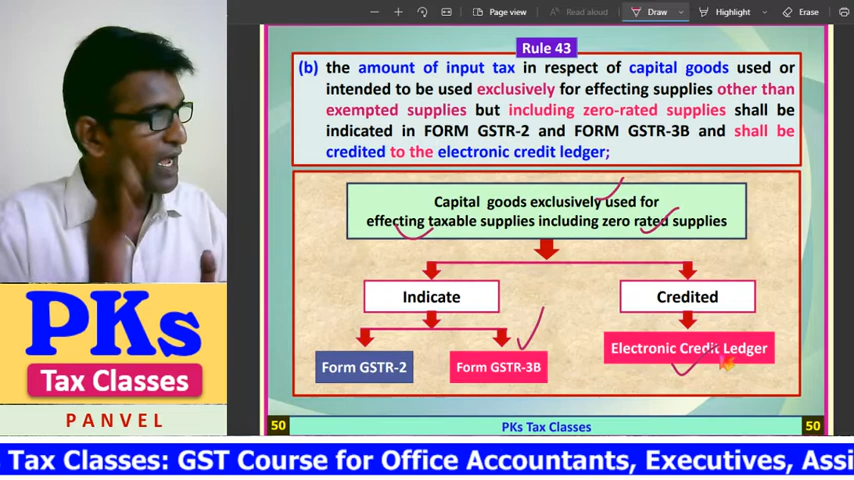 Page view
Read aloud
Draw
Highlight
Erase
Rule 43
(b) the amount of input tax in respect of capital goods used or
intended to be used exclusively for effecting supplies other than
exempted supplies but including zero-rated supplies shall be
indicated in FORM GSTR-2 and FORM GSTR-3B and shall be
credited to the electronic credit ledger;
Capital goods exclusively used for
effecting taxable supplies including zero rated supplies
Indicate
Credited
Form GSTR-2
Form GSTR-3B
Electronic Credit Ledger
50
PKs Tax Classes
50
PKs
Tax Classes
PANVEL
s Tax Classes: GST Course for Office Accountants, Executives, Assi